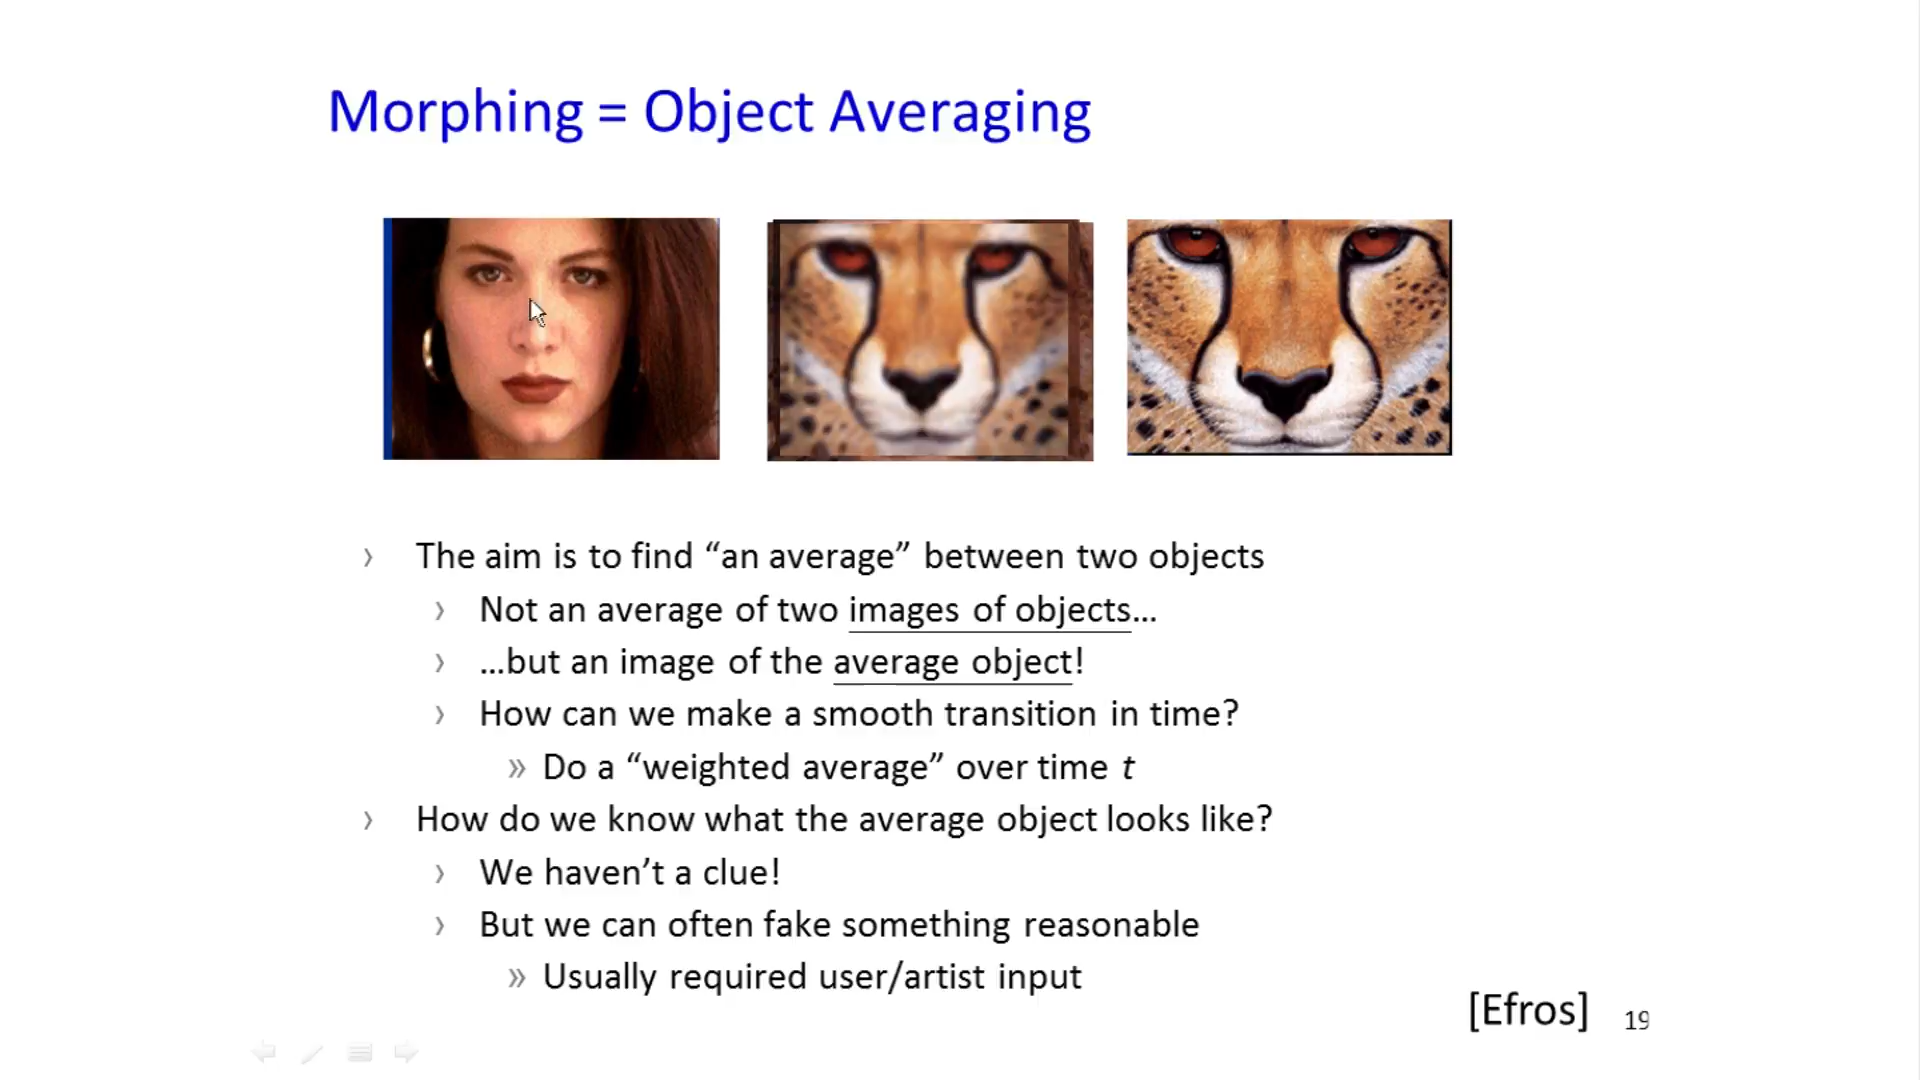 Morphing = Object Averaging
› The aim is to find “an average” between two objects
› Not an average of two images of objects…
› …but an image of the average object!
› How can we make a smooth transition in time?
» Do a “weighted average” over time t
› How do we know what the average object looks like?
› We haven’t a clue!
› But we can often fake something reasonable
» Usually required user/artist input
[Efros] 19